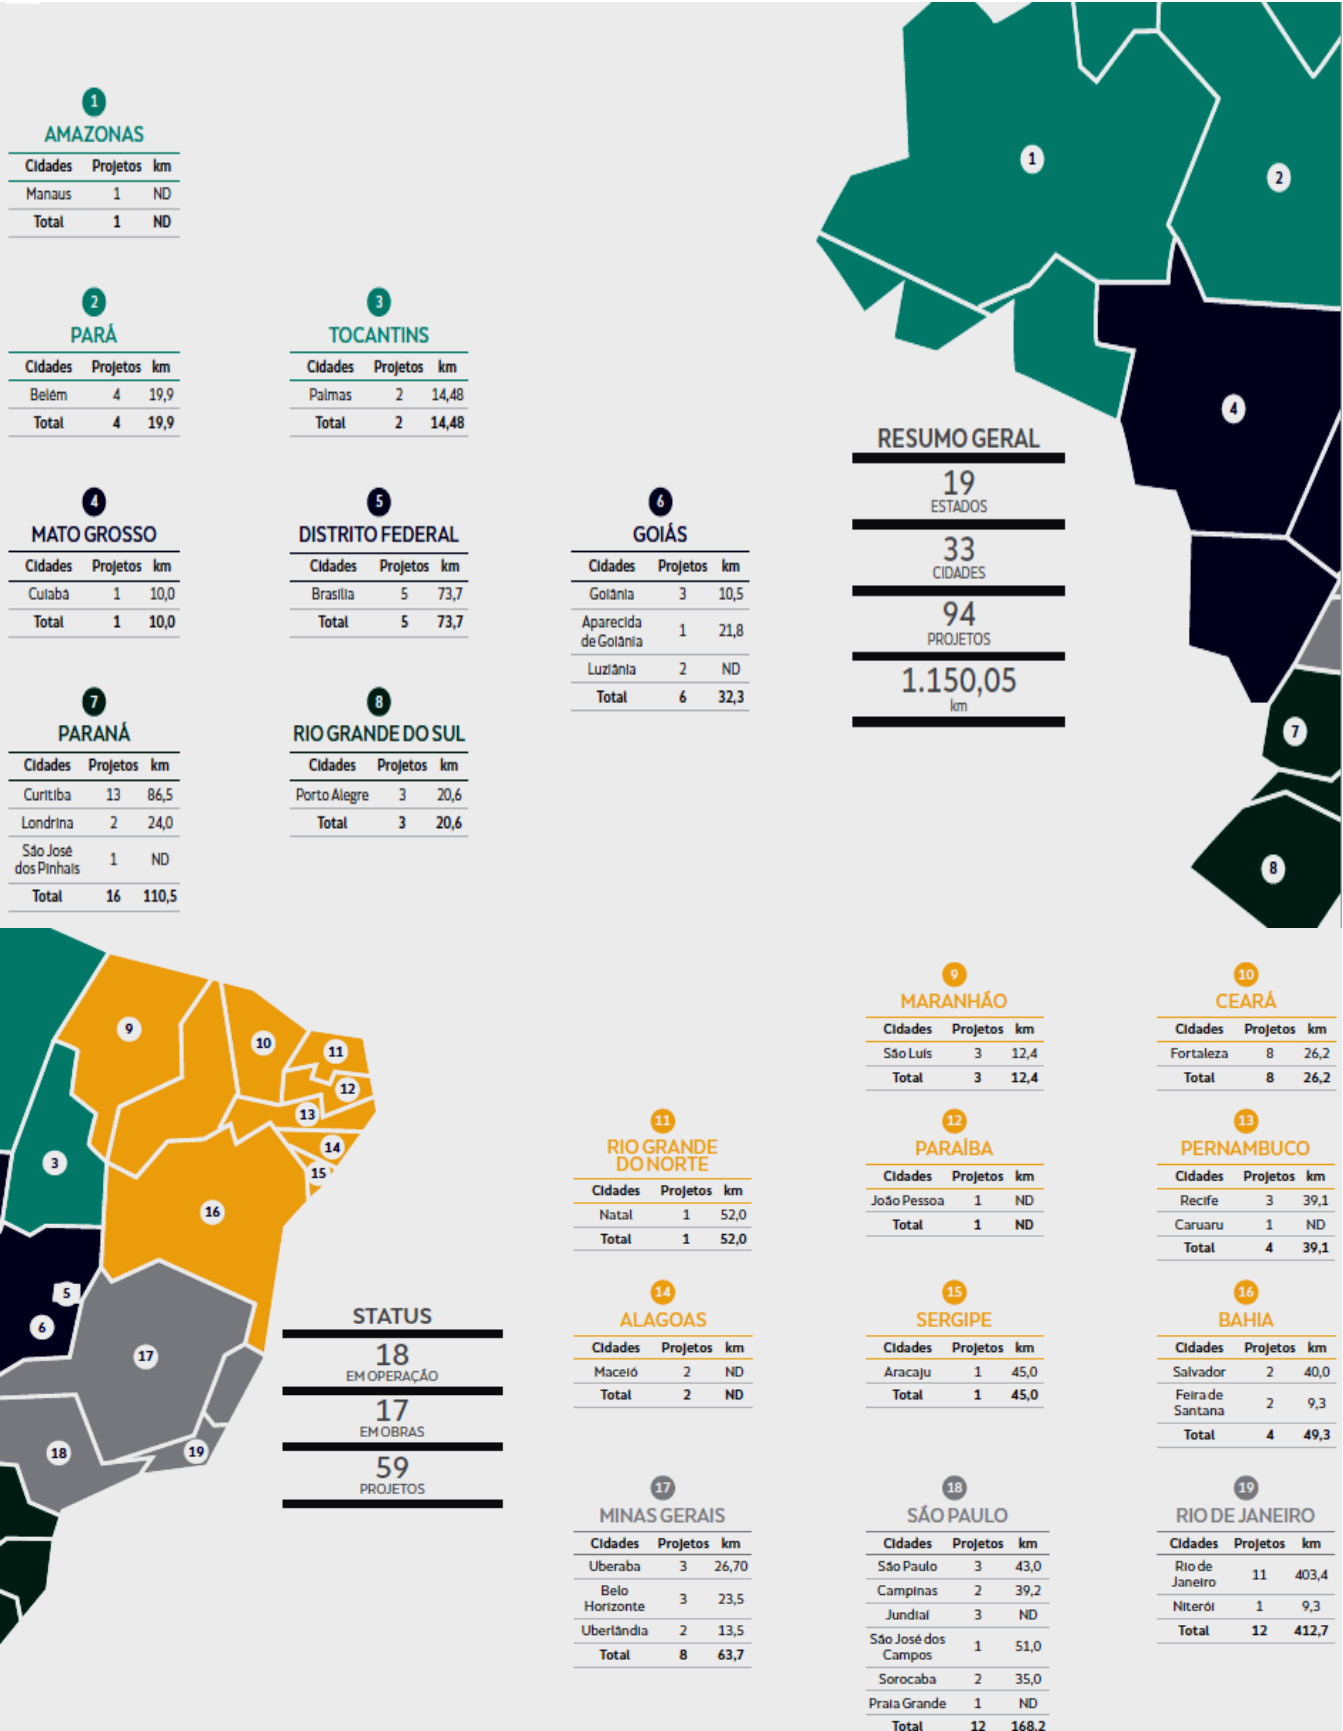 1
AMAZONAS
Cidades Projetos km
Manaus 1 ND
Total 1 ND
2
PARÁ
Cidades Projetos km
Belém 4 19,9
Total 4 19,9
3
TOCANTINS
Cidades Projetos km
Palmas 2 14,48
Total 2 14,48
4
MATO GROSSO
Cidades Projetos km
Cuiabá 1 10,0
Total 1 10,0
5
DISTRITO FEDERAL
Cidades Projetos km
Brasília 5 73,7
Total 5 73,7
6
GOIÁS
Cidades Projetos km
Goiânia 3 10,5
Aparecida
de Goiânia 1 21,8
Luziânia 2 ND
Total 6 32,3
7
PARANÁ
Cidades Projetos km
Curitiba 13 86,5
Londrina 2 24,0
São José
dos Pinhais 1 ND
Total 16 110,5
8
RIO GRANDE DO SUL
Cidades Projetos km
Porto Alegre 3 20,6
Total 3 20,6
RESUMO GERAL
19
ESTADOS
33
CIDADES
94
PROJETOS
1.150,05
km
1
2
4
7
8
9
10
11
12
13
14
15
3
16
5
6
17
18
19
STATUS
18
EM OPERAÇÃO
17
EM OBRAS
59
PROJETOS
9
MARANHÃO
Cidades Projetos km
São Luís 3 12,4
Total 3 12,4
10
CEARÁ
Cidades Projetos km
Fortaleza 8 26,2
Total 8 26,2
11
RIO GRANDE
DO NORTE
Cidades Projetos km
Natal 1 52,0
Total 1 52,0
12
PARAÍBA
Cidades Projetos km
João Pessoa 1 ND
Total 1 ND
13
PERNAMBUCO
Cidades Projetos km
Recife 3 39,1
Caruaru 1 ND
Total 4 39,1
14
ALAGOAS
Cidades Projetos km
Maceió 2 ND
Total 2 ND
15
SERGIPE
Cidades Projetos km
Aracaju 1 45,0
Total 1 45,0
16
BAHIA
Cidades Projetos km
Salvador 2 40,0
Feira de
Santana 2 9,3
Total 4 49,3
17
MINAS GERAIS
Cidades Projetos km
Uberaba 3 26,70
Belo
Horizonte 3 23,5
Uberlândia 2 13,5
Total 8 63,7
18
SÃO PAULO
Cidades Projetos km
São Paulo 3 43,0
Campinas 2 39,2
Jundiaí 3 ND
São José dos
Campos 1 51,0
Sorocaba 2 35,0
Praia Grande 1 ND
Total 12 168,2
19
RIO DE JANEIRO
Cidades Projetos km
Rio de
Janeiro 11 403,4
Niterói 1 9,3
Total 12 412,7